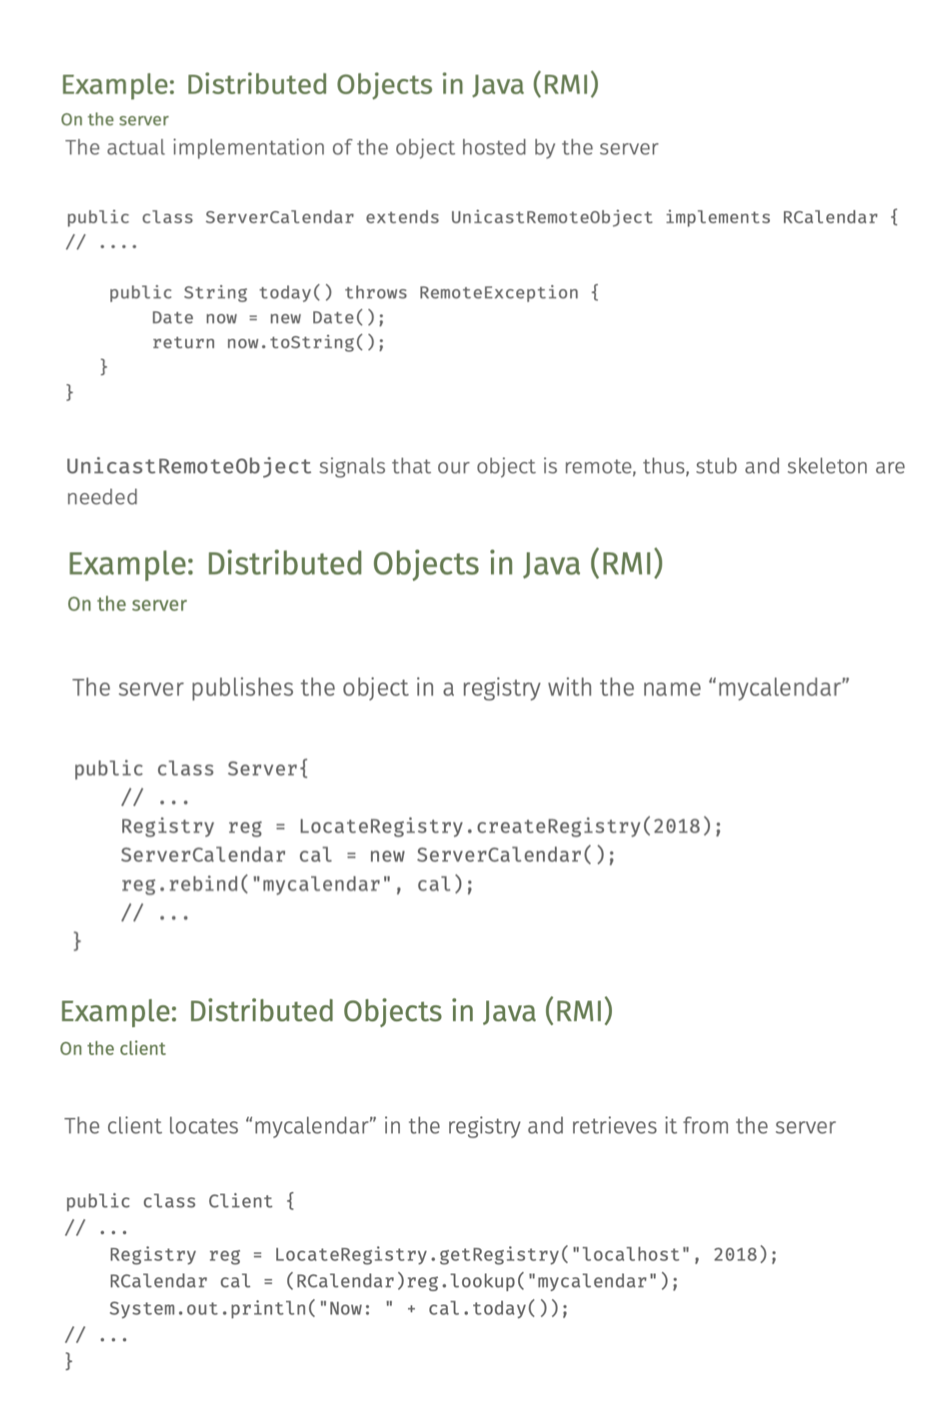 Example: Distributed Objects in Java (RMI)
On the server
The actual implementation of the object hosted by the server
public class ServerCalendar extends UnicastRemoteObject implements RCalendar {
// ....
public String today() throws RemoteException {
Date now = new Date();
return now.toString();
}
}
UnicastRemoteObject signals that our object is remote, thus, stub and skeleton are
needed
Example: Distributed Objects in Java (RMI)
On the server
The server publishes the object in a registry with the name “mycalendar”
public class Server{
// ...
Registry reg = LocateRegistry.createRegistry(2018);
ServerCalendar cal = new ServerCalendar();
reg.rebind("mycalendar", cal);
// ...
}
Example: Distributed Objects in Java (RMI)
On the client
The client locates “mycalendar” in the registry and retrieves it from the server
public class Client {
// ...
Registry reg = LocateRegistry.getRegistry("localhost", 2018);
RCalendar cal = (RCalendar)reg.lookup("mycalendar");
System.out.println("Now: " + cal.today());
// ...
}